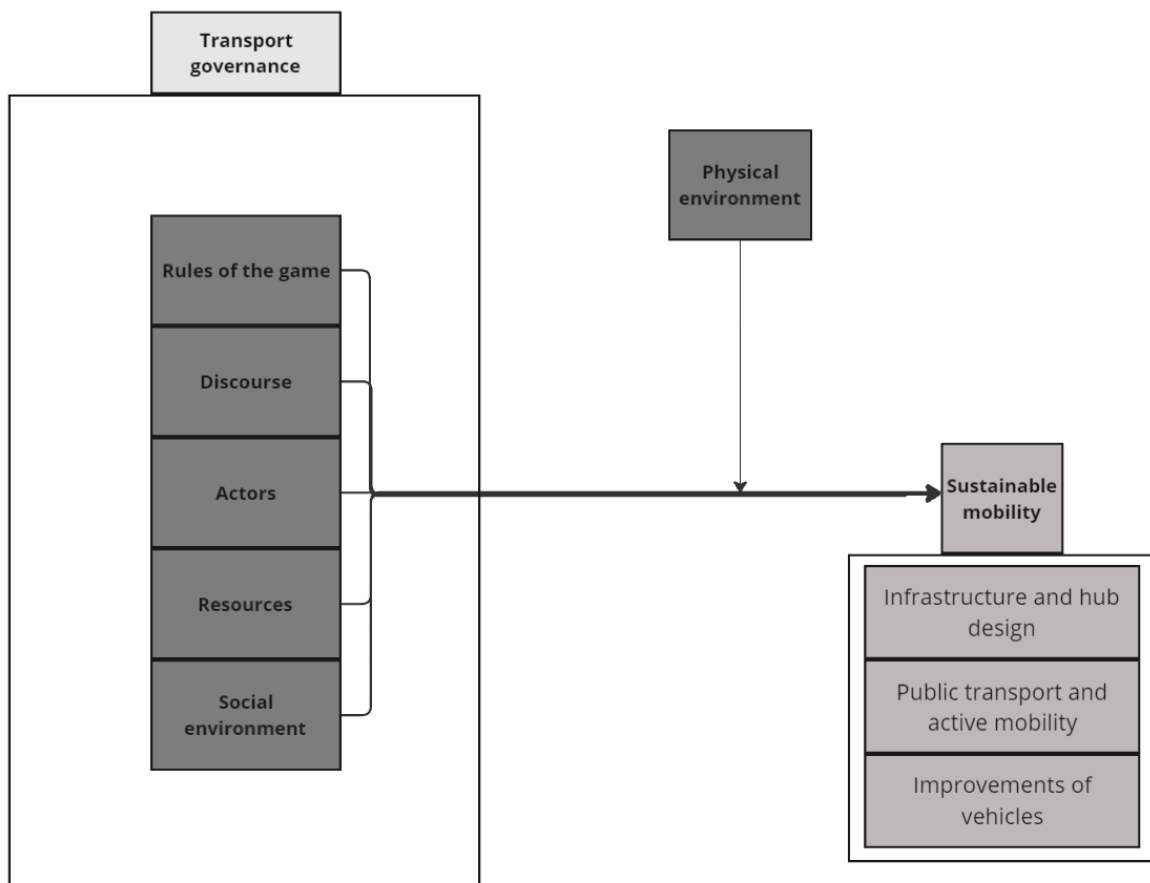 Transport
governance
Physical
environment
Rules of the game
Discourse
Actors
Resources
Social
environment
Sustainable
mobility
Infrastructure and hub
design
Public transport and
active mobility
Improvements of
vehicles